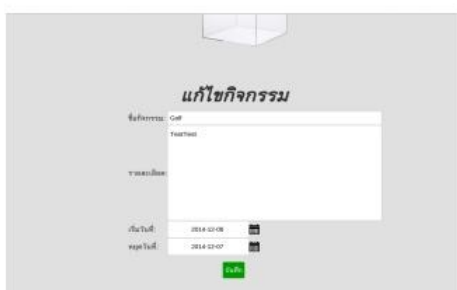 แก้ไขกิจกรรม
ชื่อกิจกรรม: Golf
TestTest
รายละเอียด:
เริ่มวันที่: 2014-12-06
หยุดวันที่: 2014-12-07
บันทึก